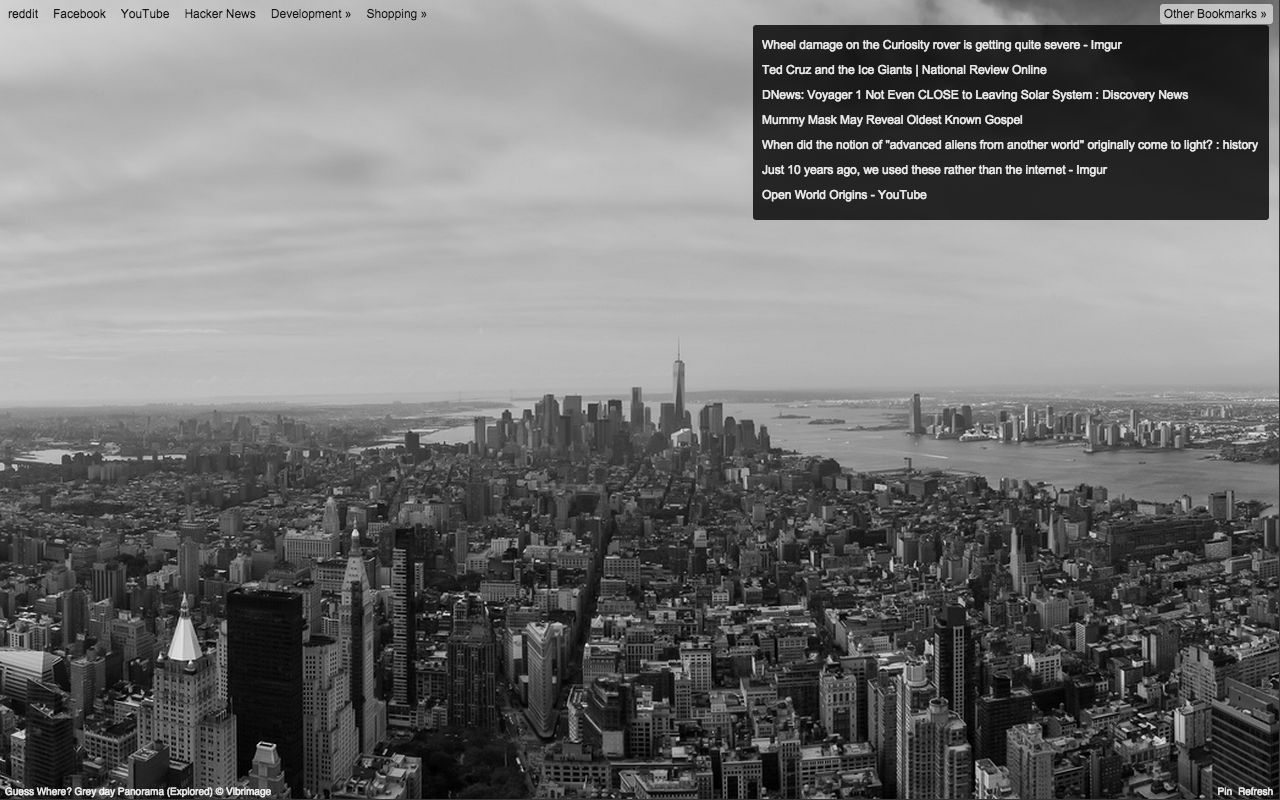 reddit Facebook YouTube Hacker News Development » Shopping » Other Bookmarks »
Wheel damage on the Curiosity rover is getting quite severe - Imgur
Ted Cruz and the Ice Giants | National Review Online
DNews: Voyager 1 Not Even CLOSE to Leaving Solar System : Discovery News
Mummy Mask May Reveal Oldest Known Gospel
When did the notion of "advanced aliens from another world" originally come to light? : history
Just 10 years ago, we used these rather than the internet - Imgur
Open World Origins - YouTube
Guess Where? Grey day Panorama (Explored) © Vibrimage Pin Refresh